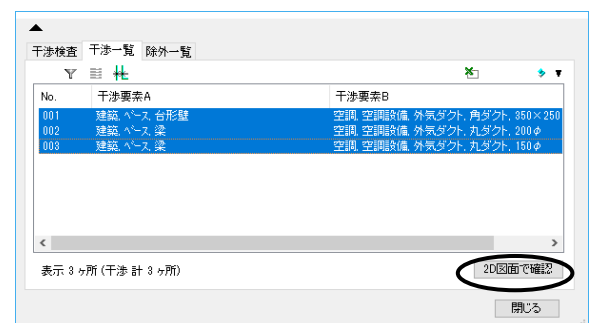 干渉検査 干渉一覧 除外一覧
No. 干渉要素A 干渉要素B
001 建築, ﾍﾞｰｽ, 台形壁 空調, 空調設備, 外気ダクト, 角ダクト, 350×250
002 建築, ﾍﾞｰｽ, 梁 空調, 空調設備, 外気ダクト, 丸ダクト, 200φ
003 建築, ﾍﾞｰｽ, 梁 空調, 空調設備, 外気ダクト, 丸ダクト, 150φ
表示 3 ヶ所 (干渉 計 3 ヶ所) 2D図面で確認
閉じる